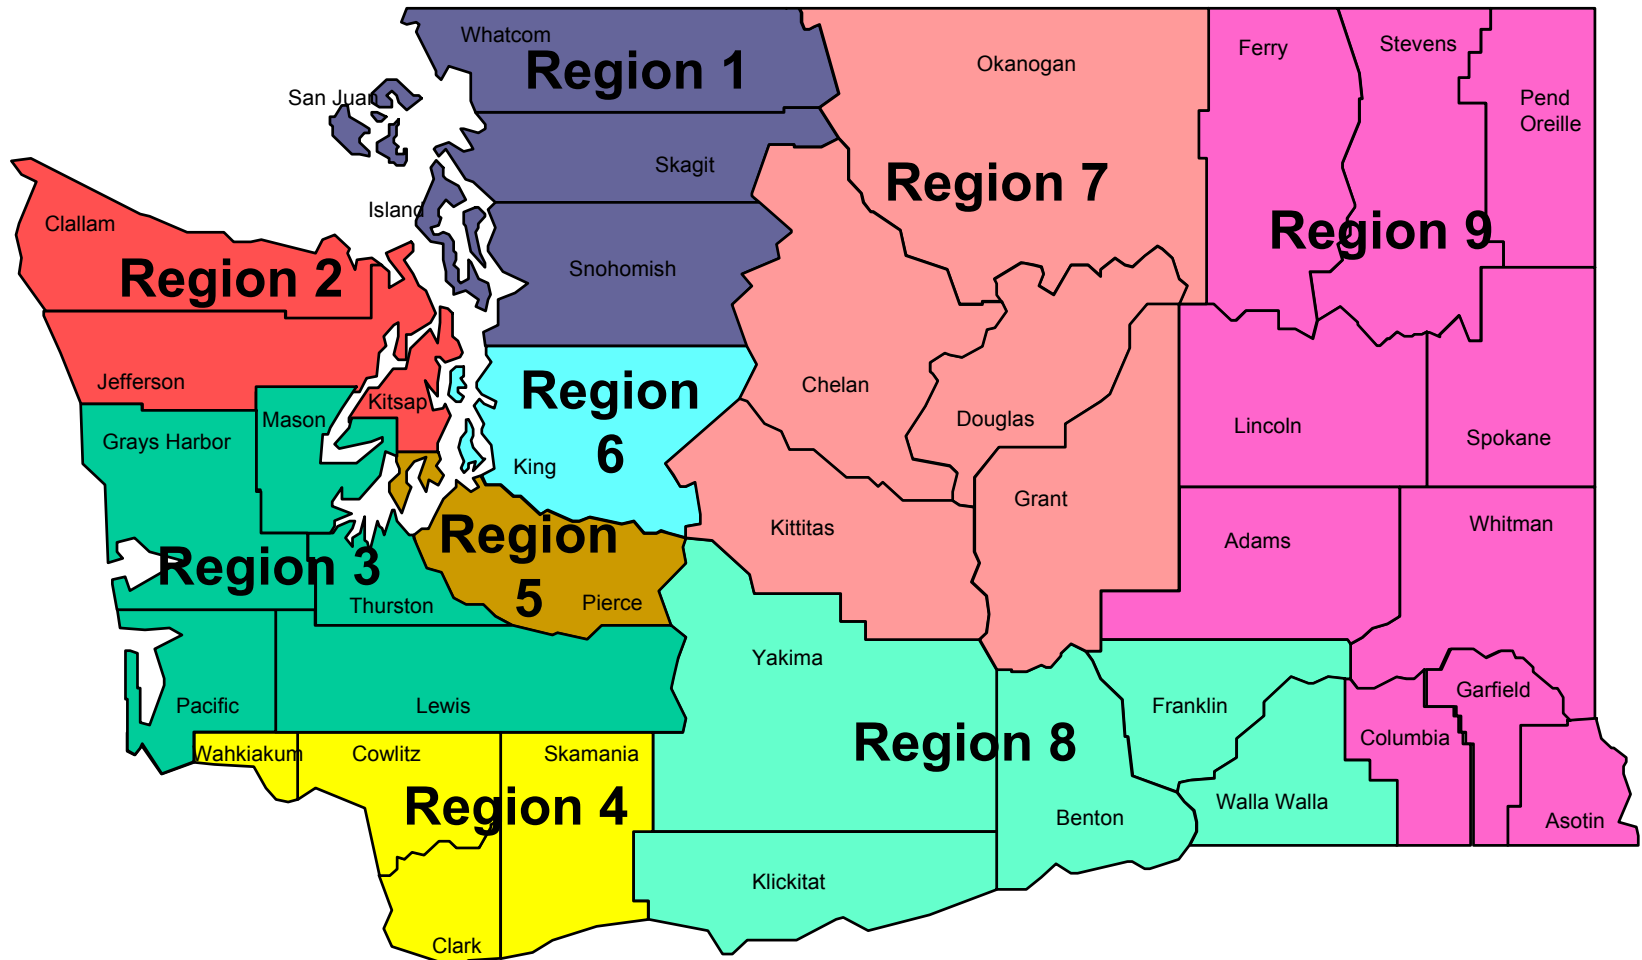 Whatcom
Region 1
San Juan
Skagit
Island
Snohomish
Okanogan
Region 7
Chelan
Douglas
Grant
Kittitas
Ferry
Stevens
Pend
Oreille
Region 9
Lincoln
Spokane
Adams
Whitman
Garfield
Columbia
Asotin
Clallam
Region 2
Jefferson
Kitsap
Mason
Grays Harbor
Region 3
Thurston
Pacific
Lewis
Region
6
King
Region
5
Pierce
Wahkiakum
Cowlitz
Skamania
Region 4
Clark
Yakima
Region 8
Klickitat
Benton
Franklin
Walla Walla